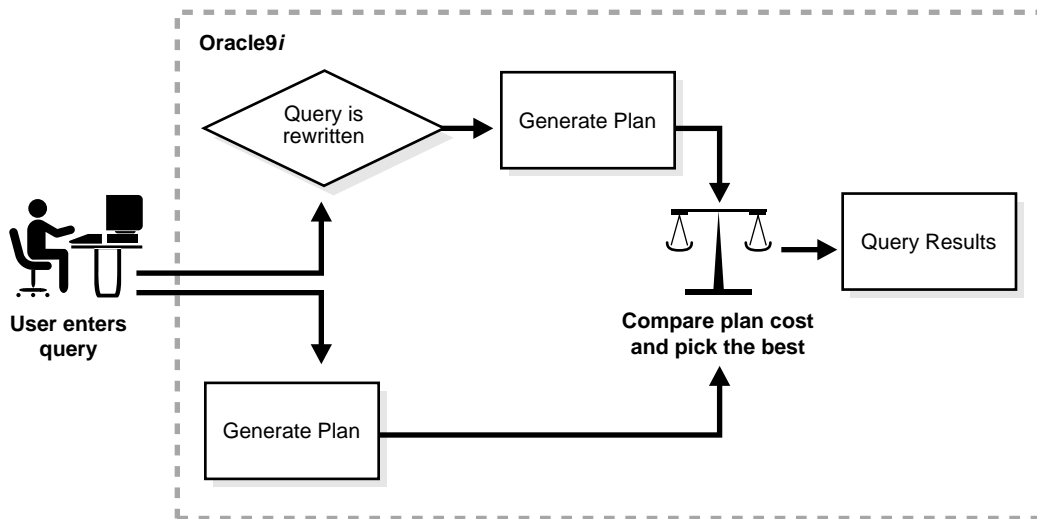 Oracle9i
Query is
rewritten
Generate Plan
Query Results
User enters
query
Compare plan cost
and pick the best
Generate Plan